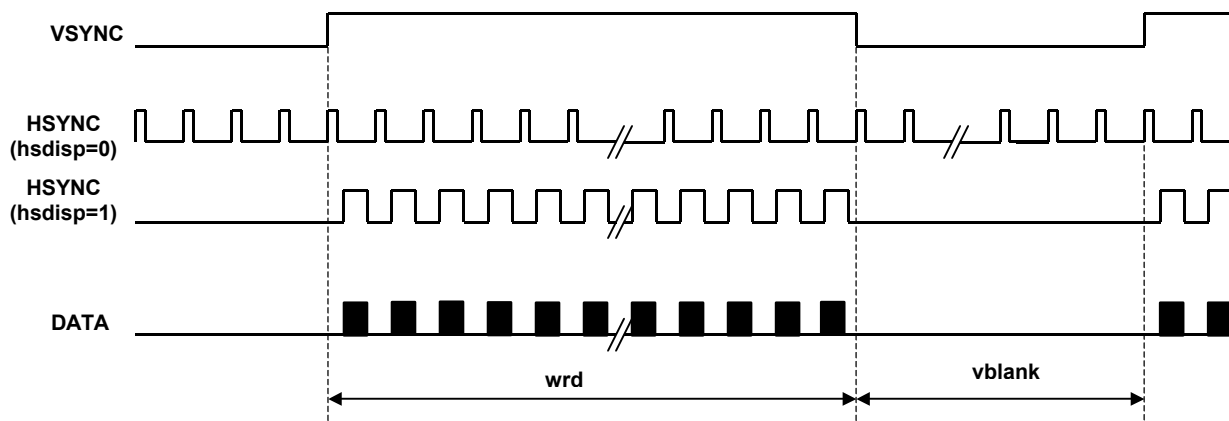 VSYNC
HSYNC
(hsdisp=0)
HSYNC
(hsdisp=1)
DATA
wrd
vblank